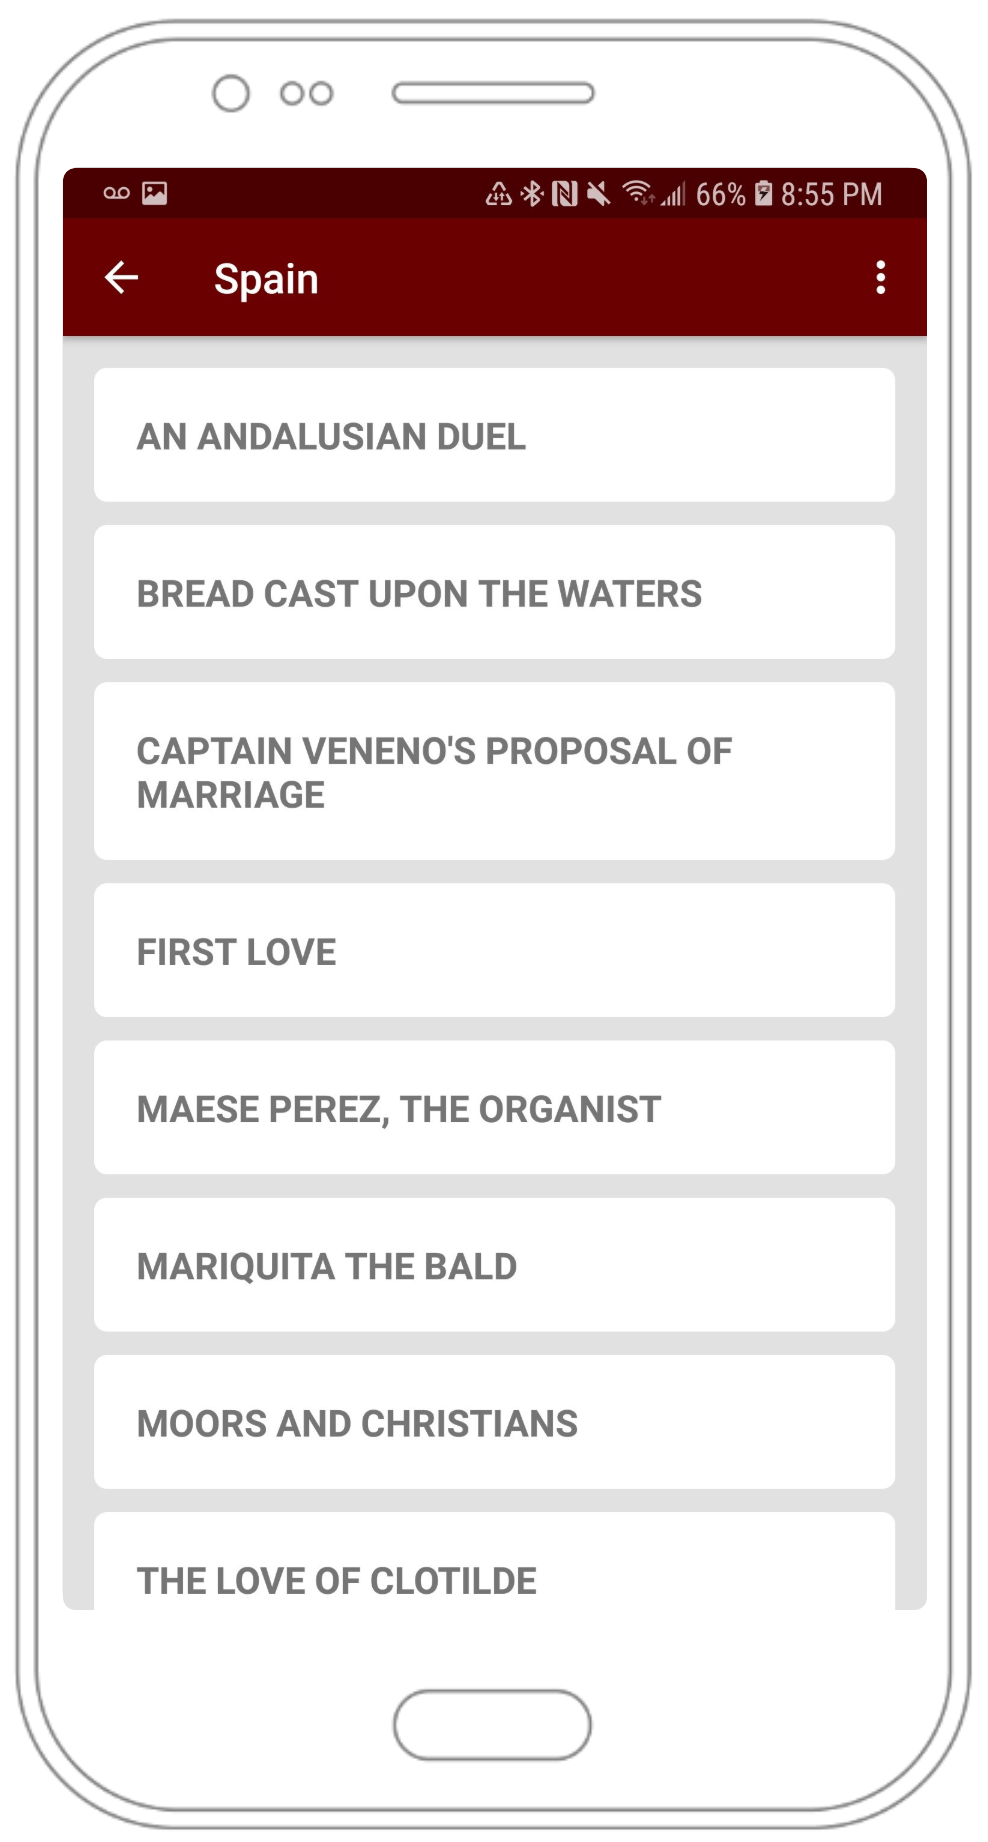 66% 8:55 PM
Spain
AN ANDALUSIAN DUEL
BREAD CAST UPON THE WATERS
CAPTAIN VENENO'S PROPOSAL OF
MARRIAGE
FIRST LOVE
MAESE PEREZ, THE ORGANIST
MARIQUITA THE BALD
MOORS AND CHRISTIANS
THE LOVE OF CLOTILDE